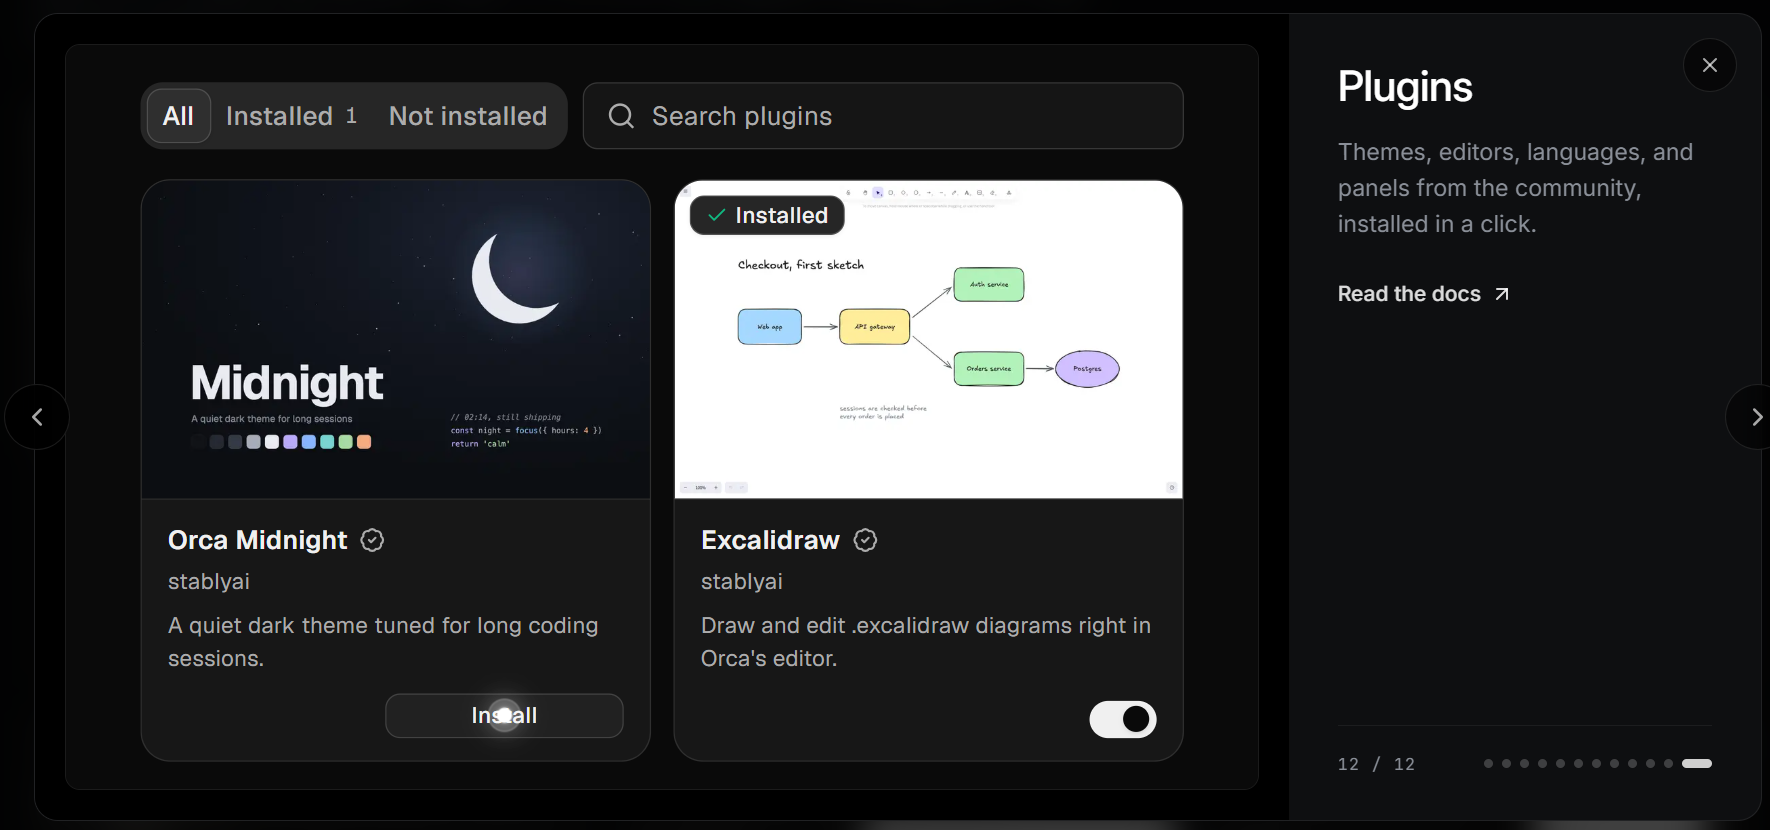 All
Installed 1
Not installed
Search plugins
Midnight
A quiet dark theme for long sessions
// 02:14, still shipping
const night = focus({ hours: 4 })
return 'calm'
Orca Midnight
stablyai
A quiet dark theme tuned for long coding
sessions.
Install
Installed
Checkout, first sketch
Web app
API gateway
Auth service
Orders service
Postgres
sessions are checked before
every order is placed
100%
Excalidraw
stablyai
Draw and edit .excalidraw diagrams right in
Orca's editor.
Plugins
Themes, editors, languages, and
panels from the community,
installed in a click.
Read the docs
12 / 12